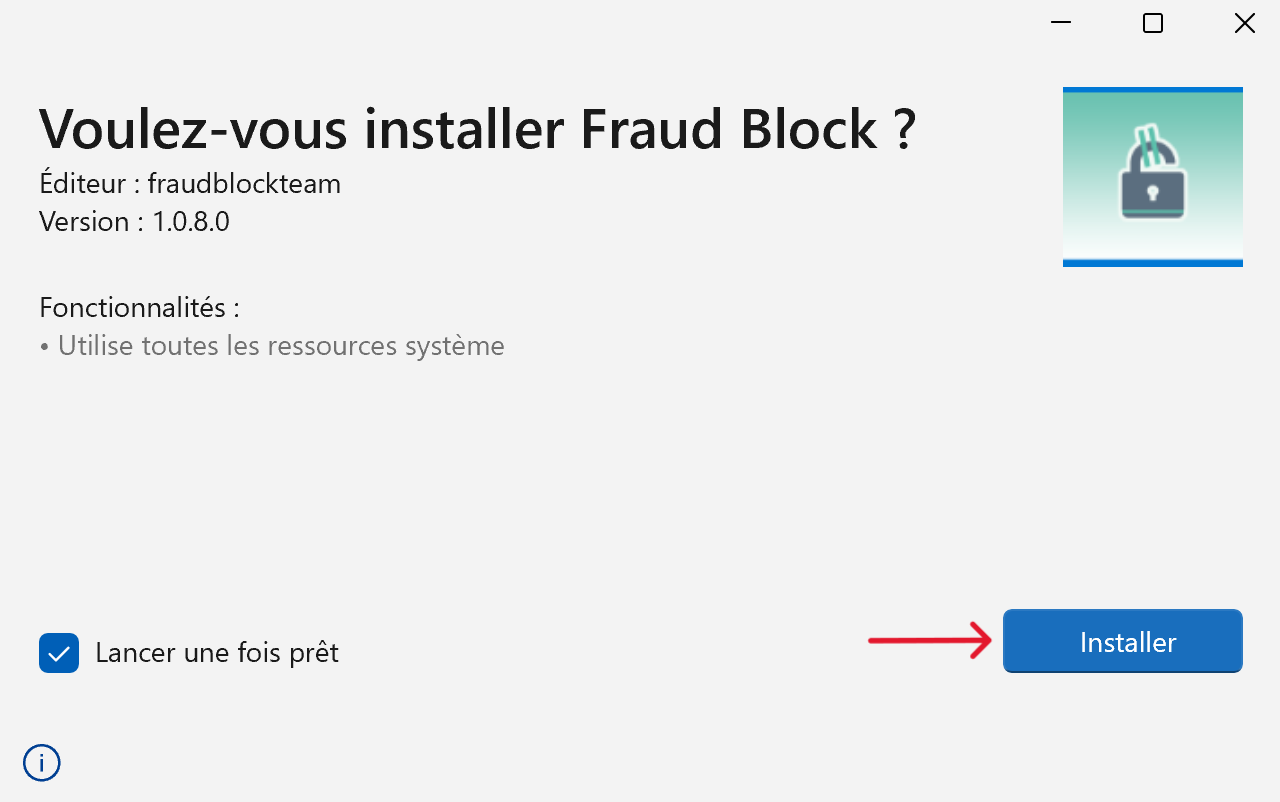 Voulez-vous installer Fraud Block ?
Éditeur : fraudblockteam
Version : 1.0.8.0
Fonctionnalités :
• Utilise toutes les ressources système
Lancer une fois prêt
Installer